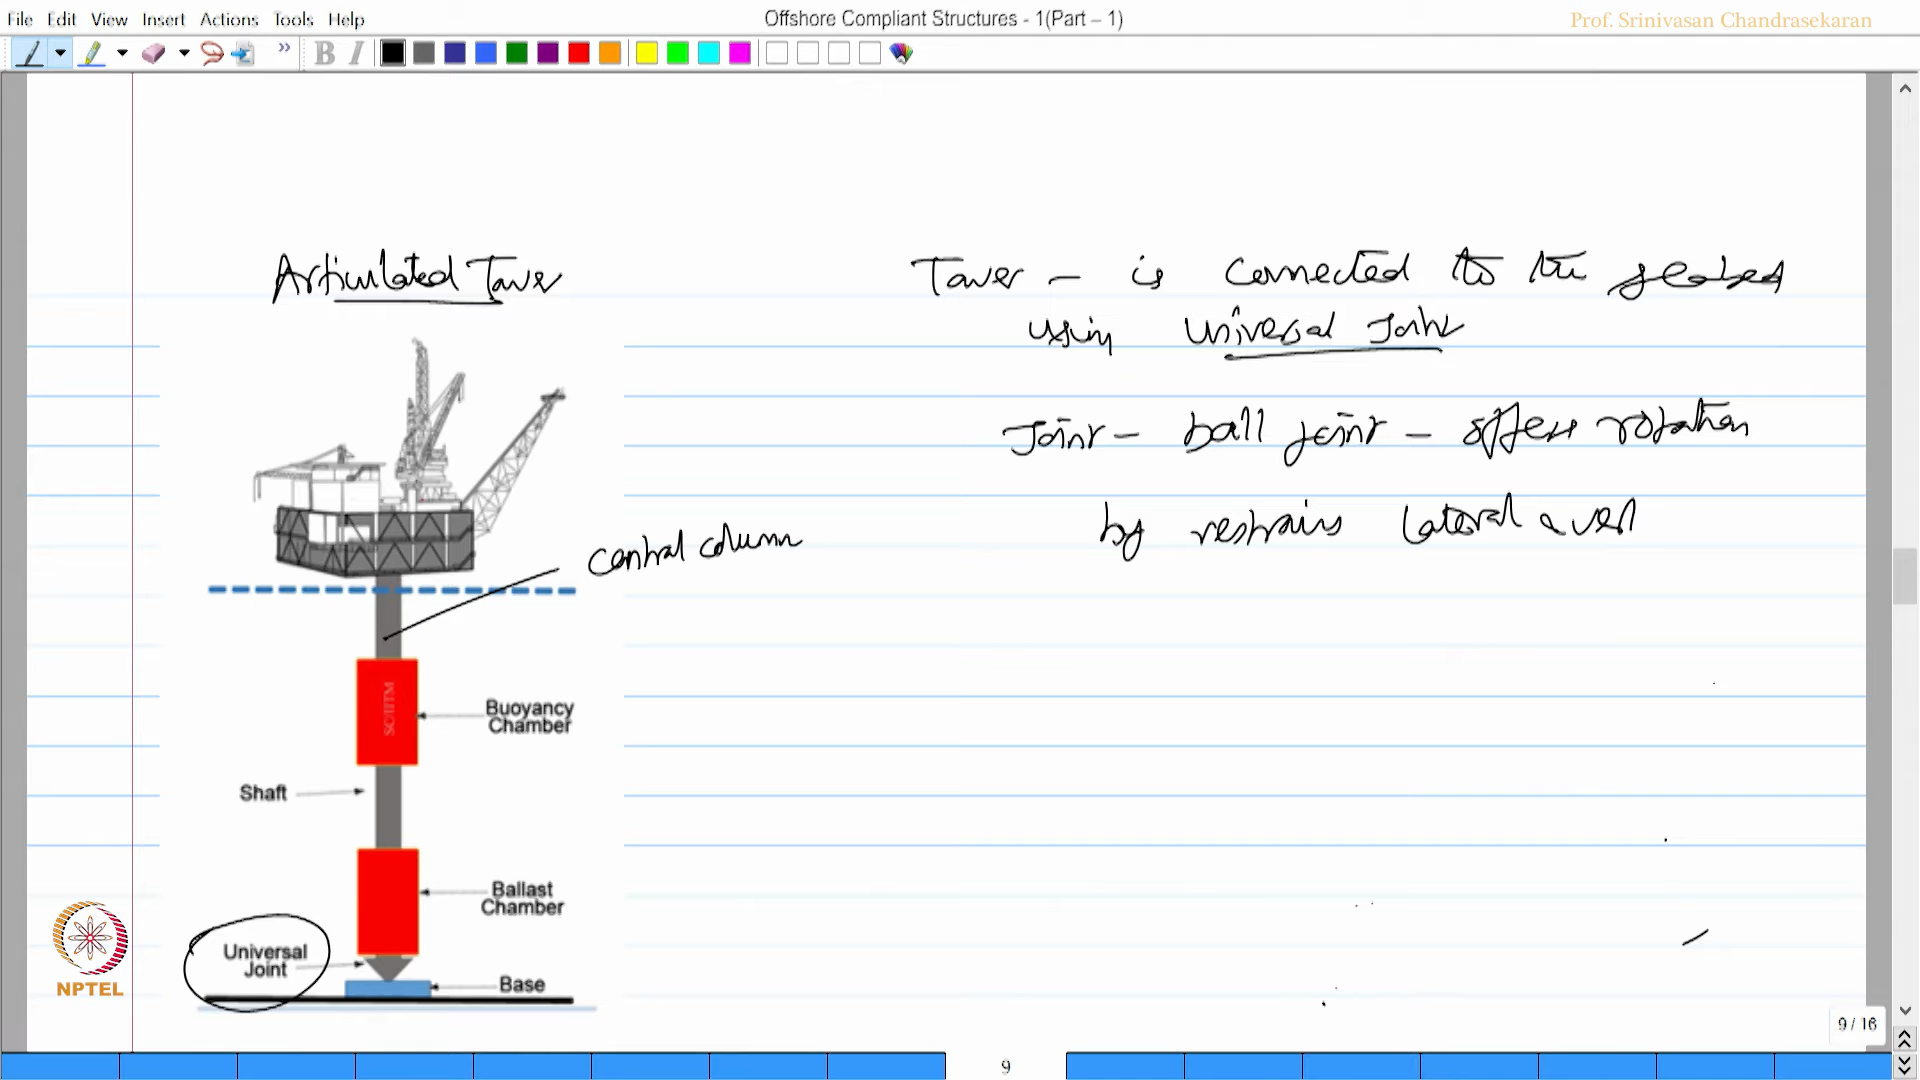 File Edit View Insert Actions Tools Help
Offshore Compliant Structures - 1(Part – 1)
Prof. Srinivasan Chandrasekaran
B I
Articulated Tower
Tower - is connected to the seabed
using universal Joint
Joint - ball joint - offers rotation
by restrains lateral & vert
central column
SCTIITM
Buoyancy
Chamber
Shaft
Ballast
Chamber
Universal
Joint
Base
NPTEL
9 / 16
9